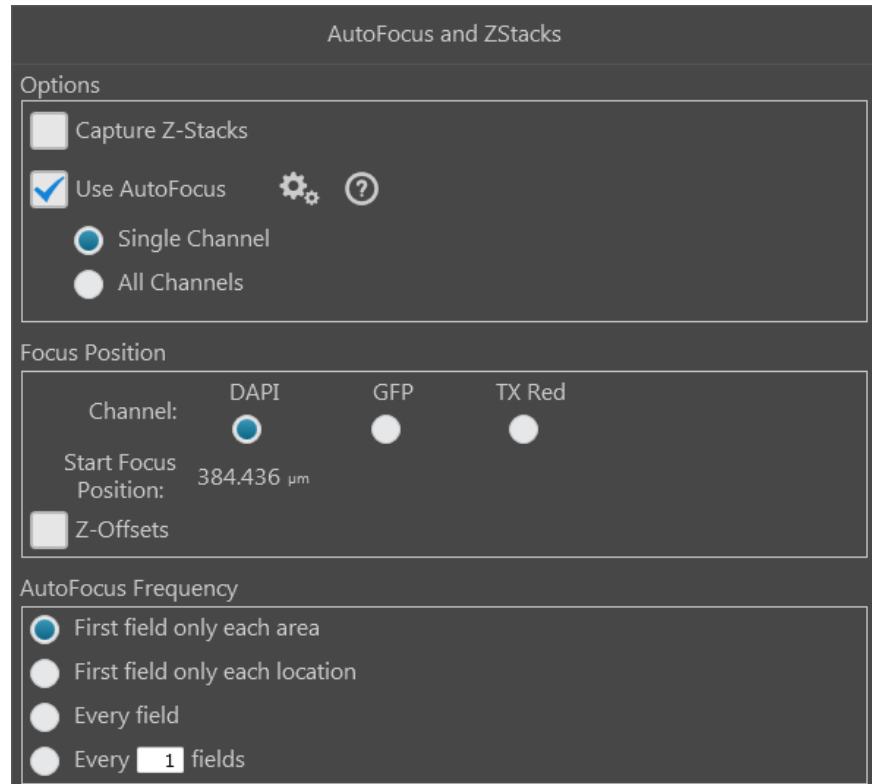 AutoFocus and ZStacks
Options
Capture Z-Stacks
Use AutoFocus ?
Single Channel
All Channels
Focus Position
DAPI GFP TX Red
Channel:
Start Focus
Position: 384.436 µm
Z-Offsets
AutoFocus Frequency
First field only each area
First field only each location
Every field
Every 1 fields